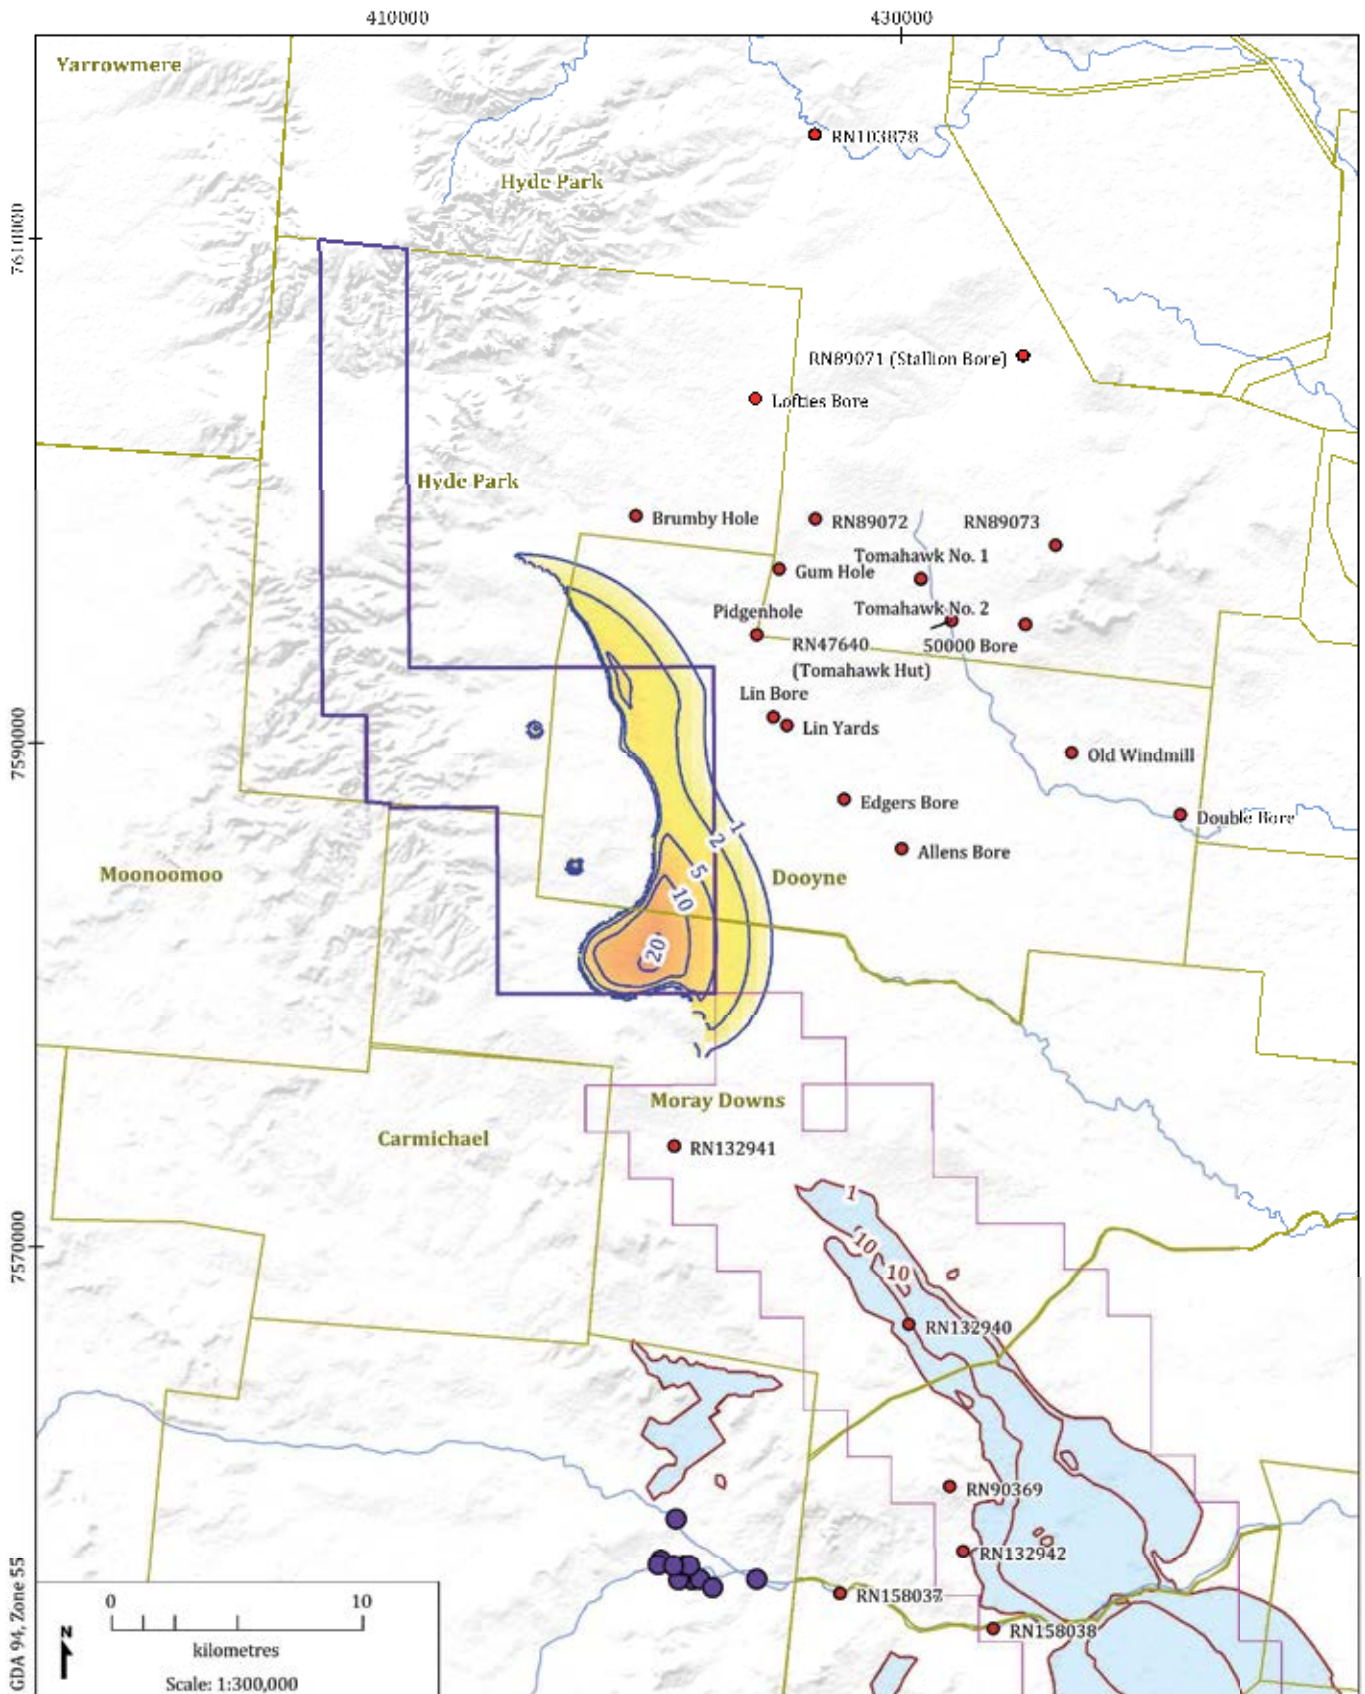 410000
430000
Yarrowmere
RN103878
Hyde Park
7610000
RN89071 (Stallion Bore)
Lofties Bore
Hyde Park
Brumby Hole
RN89072
RN89073
Tomahawk No. 1
Gum Hole
Pidgenhole
Tomahawk No. 2
RN47640
50000 Bore
(Tomahawk Hut)
Lin Bore
Lin Yards
7590000
Old Windmill
Edgers Bore
Double Bore
1
2
Allens Bore
5
Moonoomoo
Dooyne
10
20
Moray Downs
Carmichael
RN132941
1
7570000
10
10
RN132940
RN90369
RN132942
RN158037
RN158038
GDA 94, Zone 55
0
10
N
kilometres
Scale: 1:300,000